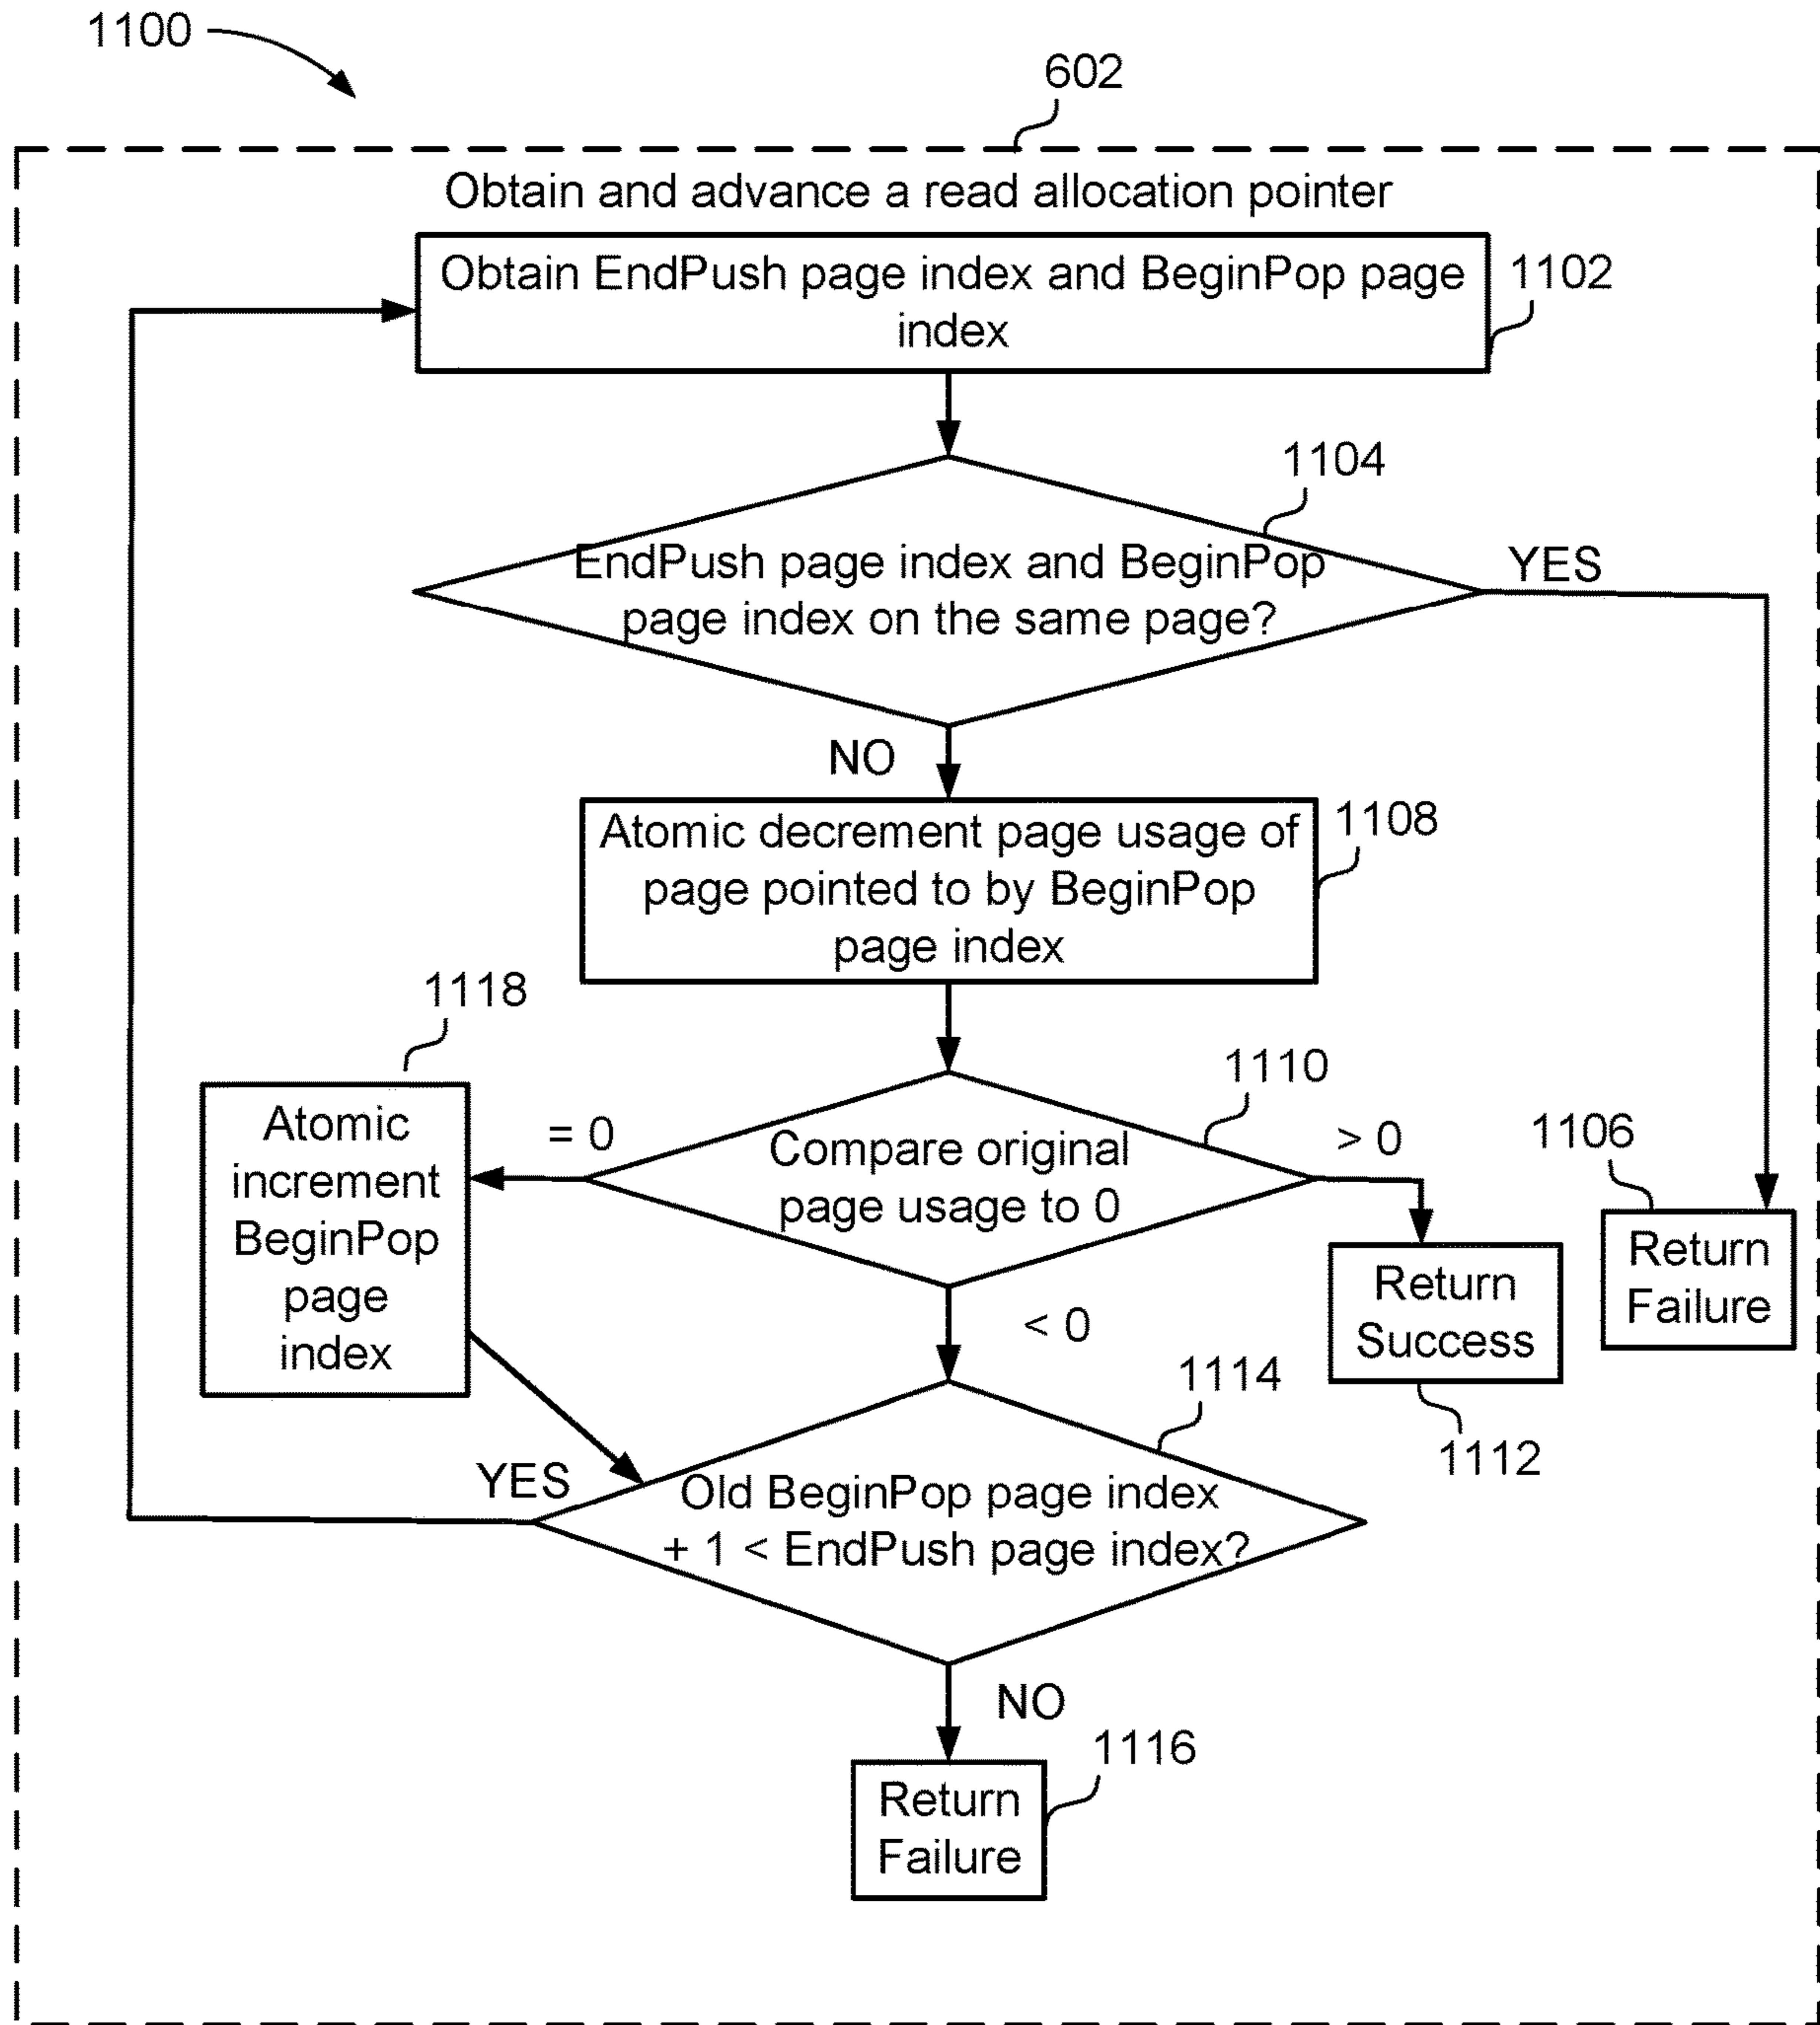 1100
602
Obtain and advance a read allocation pointer
Obtain EndPush page index and BeginPop page
index
1102
1104
EndPush page index and BeginPop
page index on the same page?
YES
NO
Atomic decrement page usage of
page pointed to by BeginPop
page index
1108
1118
Atomic
increment
BeginPop
page
index
= 0
Compare original
page usage to 0
1110
> 0
1106
Return
Failure
Return
Success
1112
< 0
1114
YES
Old BeginPop page index
+ 1 < EndPush page index?
NO
1116
Return
Failure